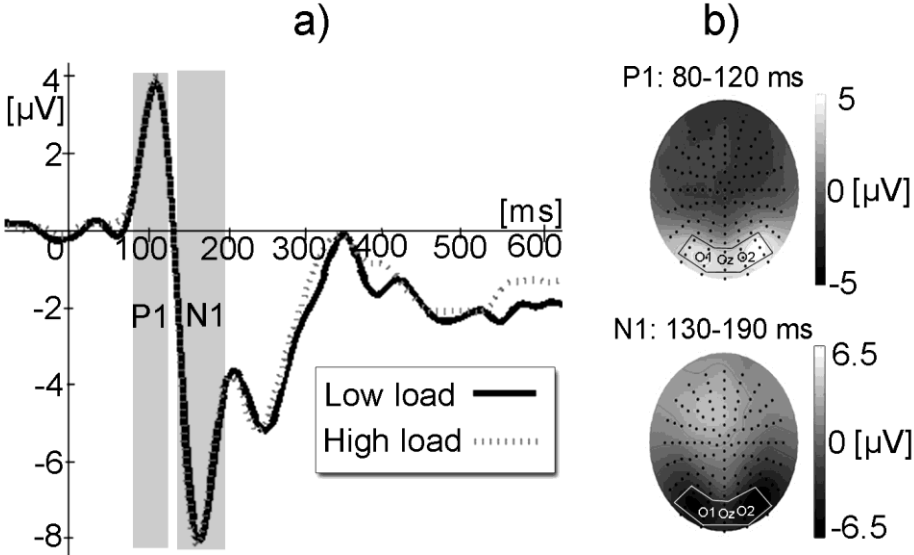 a)
4
[µV]
2
0
-2
-4
-6
-8
100 200 300 400 500 600
[ms]
P1 N1
Low load
High load
b)
P1: 80-120 ms
5
0 [µV]
-5
O1 Oz O2
N1: 130-190 ms
6.5
0 [µV]
-6.5
O1 Oz O2